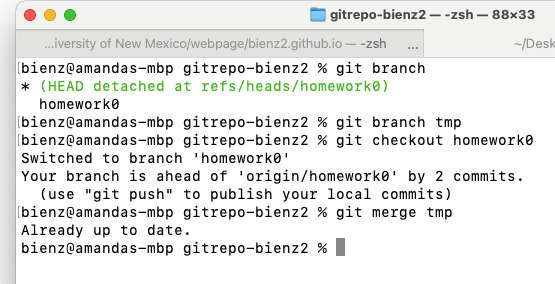 gitrepo-bienz2 — -zsh — 88×33
...iversity of New Mexico/webpage/bienz2.github.io — -zsh ... ~/Desk
bienz@amandas-mbp gitrepo-bienz2 % git branch
* (HEAD detached at refs/heads/homework0)
homework0
bienz@amandas-mbp gitrepo-bienz2 % git branch tmp
bienz@amandas-mbp gitrepo-bienz2 % git checkout homework0
Switched to branch 'homework0'
Your branch is ahead of 'origin/homework0' by 2 commits.
(use "git push" to publish your local commits)
bienz@amandas-mbp gitrepo-bienz2 % git merge tmp
Already up to date.
bienz@amandas-mbp gitrepo-bienz2 %